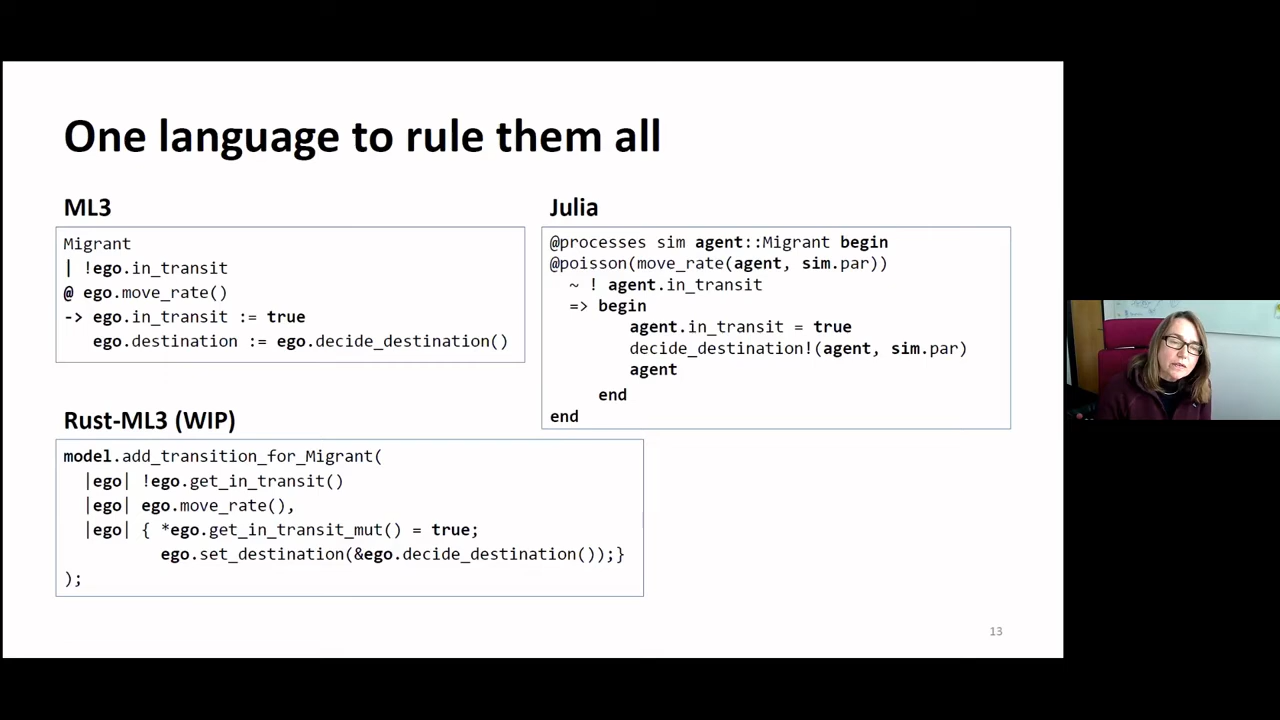 One language to rule them all
ML3
Migrant
| !ego.in_transit
@ ego.move_rate()
-> ego.in_transit := true
ego.destination := ego.decide_destination()
Julia
@processes sim agent::Migrant begin
@poisson(move_rate(agent, sim.par))
~ ! agent.in_transit
=> begin
agent.in_transit = true
decide_destination!(agent, sim.par)
agent
end
end
Rust-ML3 (WIP)
model.add_transition_for_Migrant(
|ego| !ego.get_in_transit()
|ego| ego.move_rate(),
|ego| { *ego.get_in_transit_mut() = true;
ego.set_destination(&ego.decide_destination());}
);
13